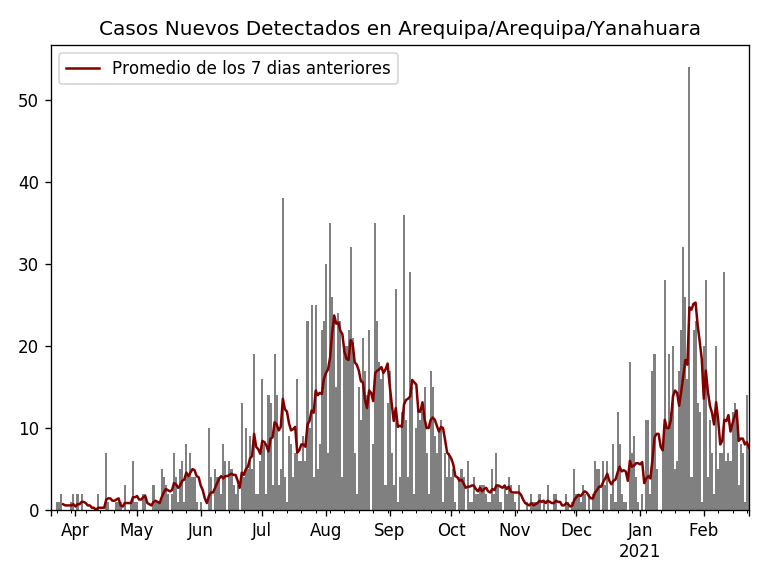 Casos Nuevos Detectados en Arequipa/Arequipa/Yanahuara
Promedio de los 7 dias anteriores
50
40
30
20
10
0
Apr May Jun Jul Aug Sep Oct Nov Dec Jan Feb
2021